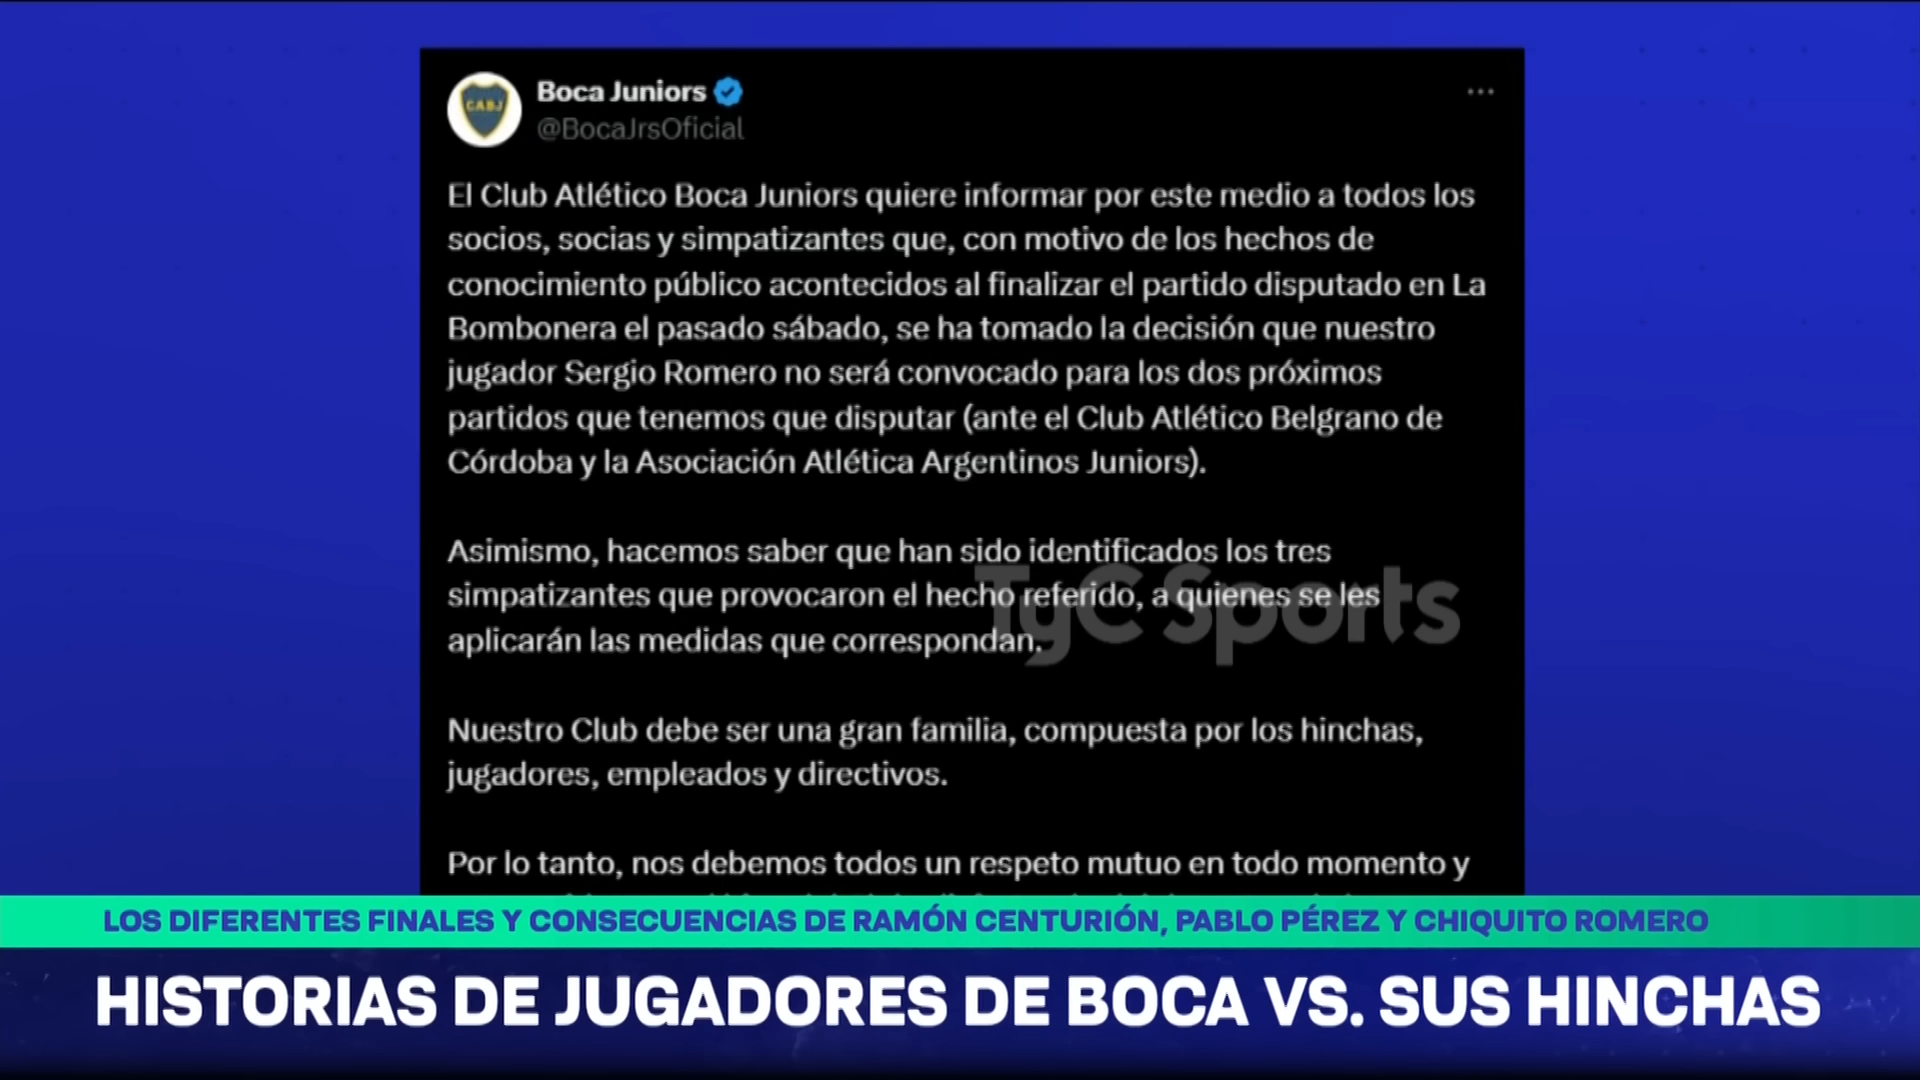 CABJ
Boca Juniors
@BocaJrsOficial
El Club Atlético Boca Juniors quiere informar por este medio a todos los
socios, socias y simpatizantes que, con motivo de los hechos de
conocimiento público acontecidos al finalizar el partido disputado en La
Bombonera el pasado sábado, se ha tomado la decisión que nuestro
jugador Sergio Romero no será convocado para los dos próximos
partidos que tenemos que disputar (ante el Club Atlético Belgrano de
Córdoba y la Asociación Atlética Argentinos Juniors).
Asimismo, hacemos saber que han sido identificados los tres
simpatizantes que provocaron el hecho referido, a quienes se les
aplicarán las medidas que correspondan.
TyC Sports
Nuestro Club debe ser una gran familia, compuesta por los hinchas,
jugadores, empleados y directivos.
Por lo tanto, nos debemos todos un respeto mutuo en todo momento y
LOS DIFERENTES FINALES Y CONSECUENCIAS DE RAMÓN CENTURIÓN, PABLO PÉREZ Y CHIQUITO ROMERO
HISTORIAS DE JUGADORES DE BOCA VS. SUS HINCHAS